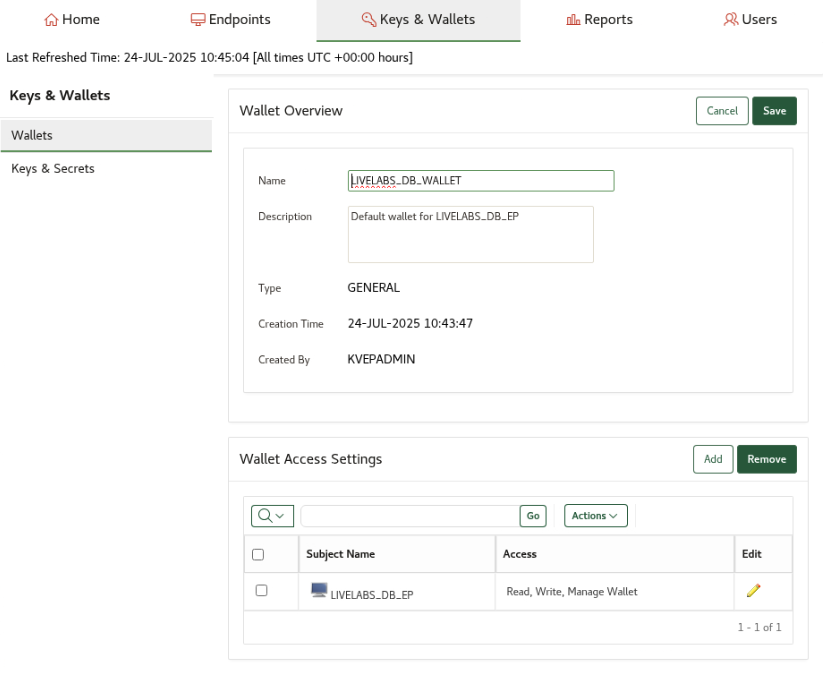 Home Endpoints Keys & Wallets Reports Users
Last Refreshed Time: 24-JUL-2025 10:45:04 [All times UTC +00:00 hours]
Keys & Wallets
Wallets
Keys & Secrets
Wallet Overview Cancel Save
Name LIVELABS_DB_WALLET
Description Default wallet for LIVELABS_DB_EP
Type GENERAL
Creation Time 24-JUL-2025 10:43:47
Created By KVEPADMIN
Wallet Access Settings Add Remove
Go Actions
Subject Name Access Edit
LIVELABS_DB_EP Read, Write, Manage Wallet
1 - 1 of 1